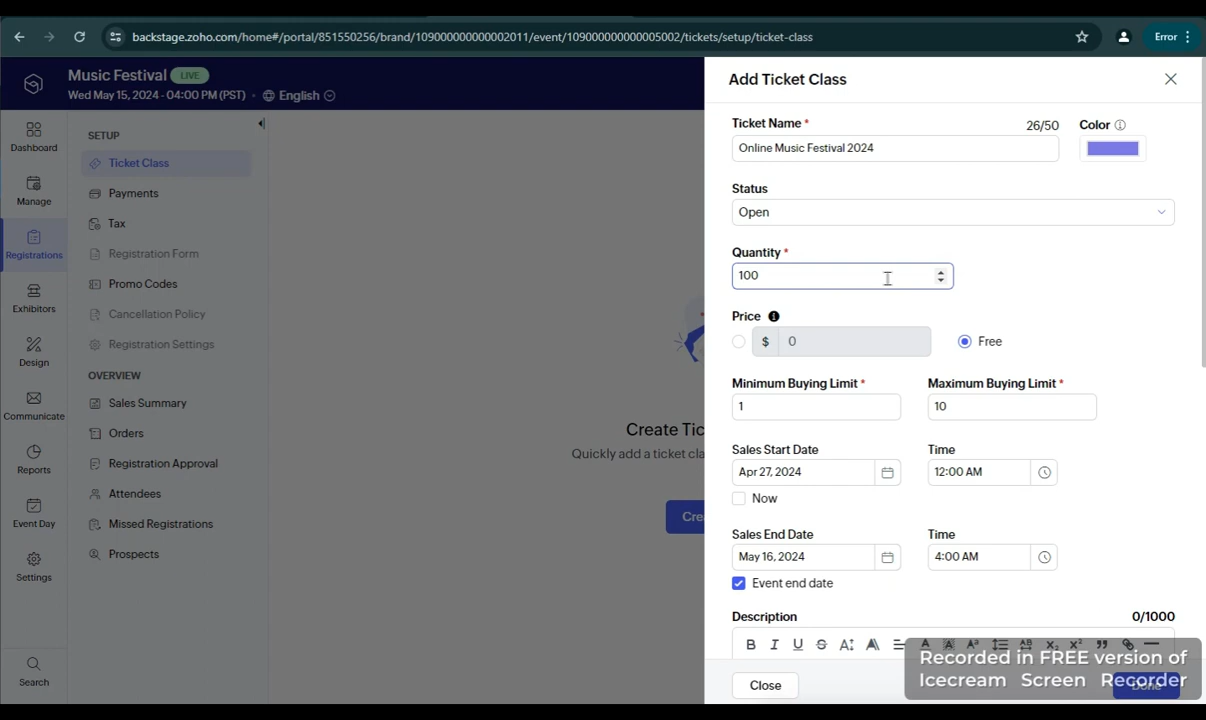 backstage.zoho.com/home#/portal/851550256/brand/109000000000002011/event/109000000000005002/tickets/setup/ticket-class
Error
Music Festival LIVE
Wed May 15, 2024 - 04:00 PM (PST) • English
Dashboard
Manage
Registrations
Exhibitors
Design
Communicate
Reports
Event Day
Settings
Search
SETUP
Ticket Class
Payments
Tax
Registration Form
Promo Codes
Cancellation Policy
Registration Settings
OVERVIEW
Sales Summary
Orders
Registration Approval
Attendees
Missed Registrations
Prospects
Create Tic
Quickly add a ticket cla
Cre
Add Ticket Class
Ticket Name * 26/50 Color
Online Music Festival 2024
Status
Open
Quantity *
100
Price
$ 0 Free
Minimum Buying Limit * Maximum Buying Limit *
1 10
Sales Start Date Time
Apr 27, 2024 12:00 AM
Now
Sales End Date Time
May 16, 2024 4:00 AM
Event end date
Description 0/1000
Close Done
Recorded in FREE version of
Icecream Screen Recorder